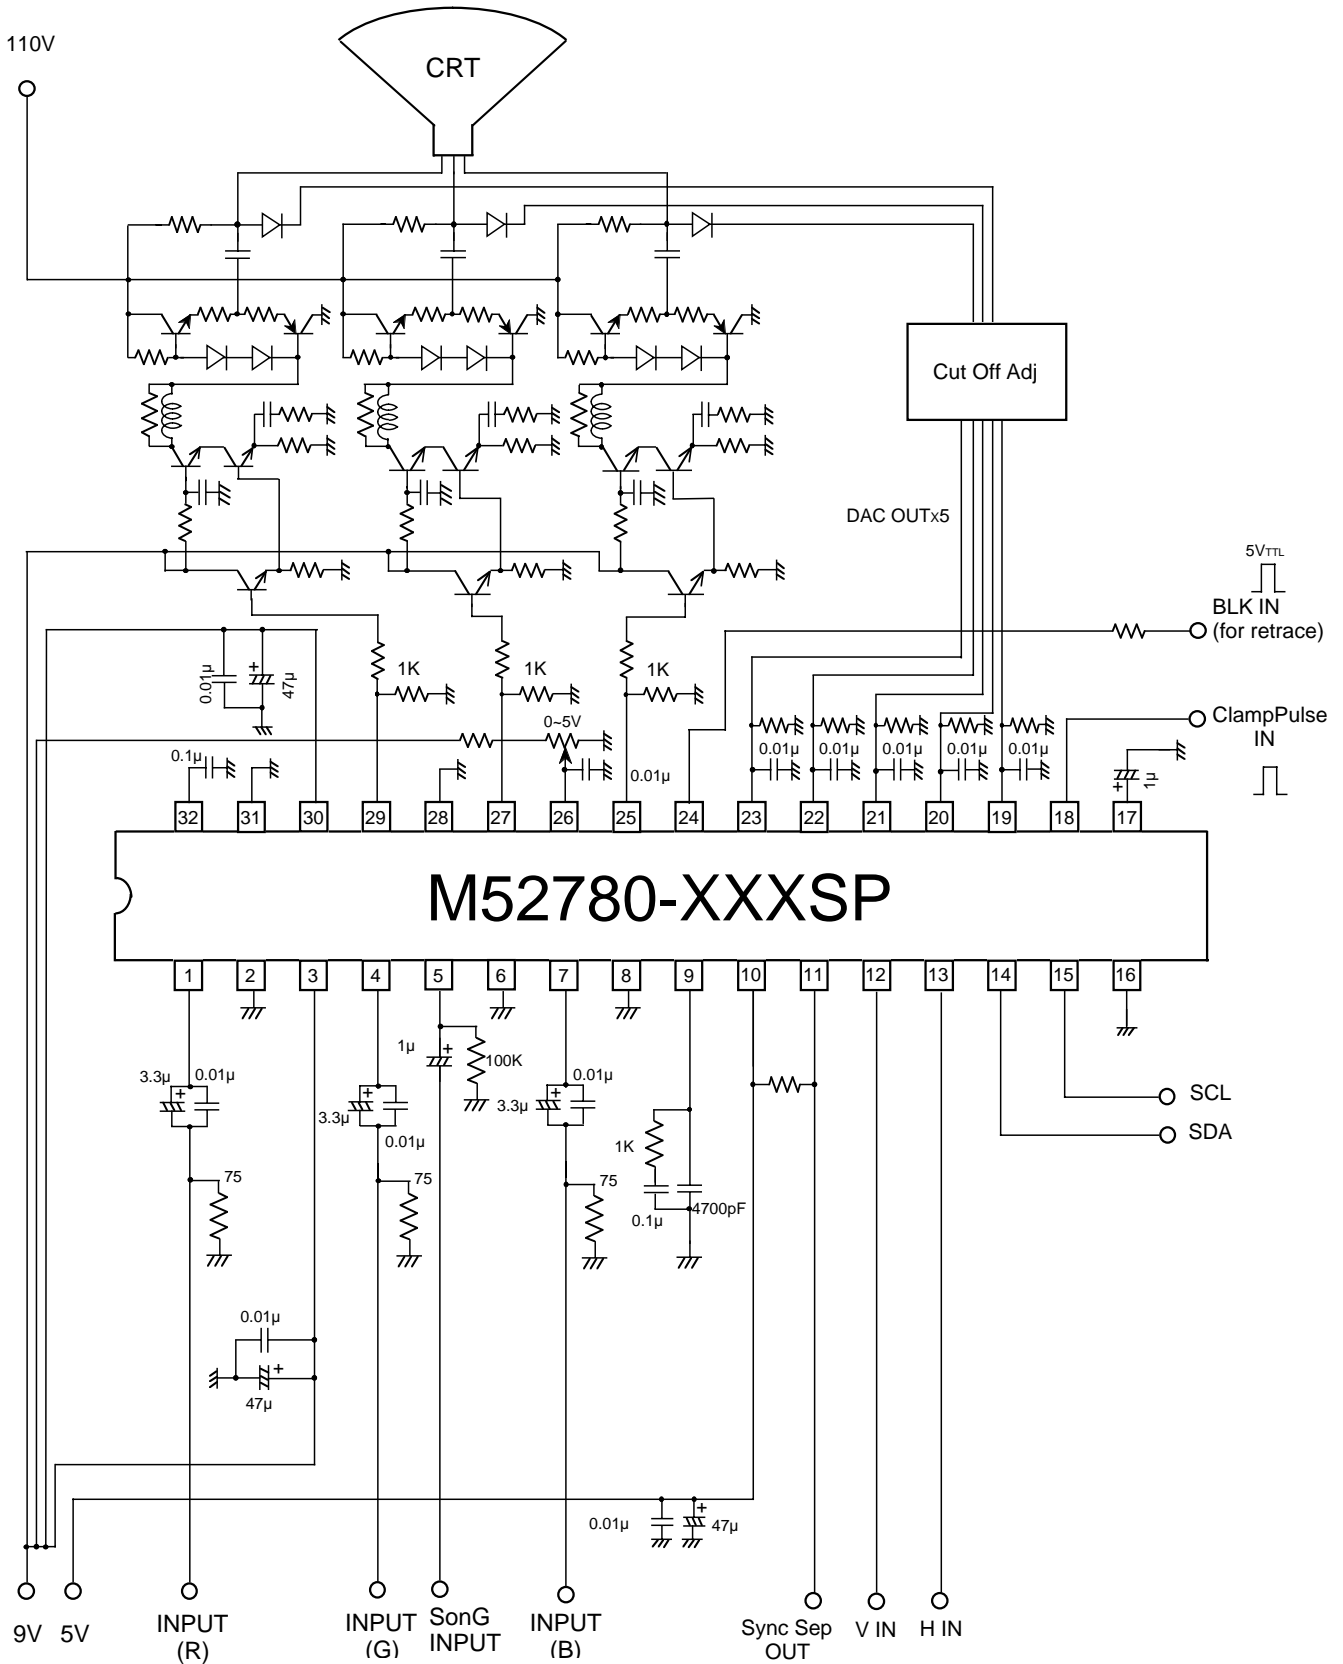 110V
CRT
Cut Off Adj
DAC OUTx5
5VTTL
BLK IN
(for retrace)
0.01µ
47µ
1K
1K
1K
0~5V
ClampPulse
IN
0.1µ
0.01µ
0.01µ
0.01µ
0.01µ
0.01µ
0.01µ
1µ
32
31
30
29
28
27
26
25
24
23
22
21
20
19
18
17
M52780-XXXSP
1
2
3
4
5
6
7
8
9
10
11
12
13
14
15
16
1µ
100K
3.3µ
0.01µ
3.3µ
0.01µ
3.3µ
0.01µ
SCL
SDA
1K
75
75
75
0.1µ
4700pF
0.01µ
47µ
0.01µ
47µ
9V
5V
INPUT
(R)
INPUT
(G)
SonG
INPUT
INPUT
(B)
Sync Sep
OUT
V IN
H IN